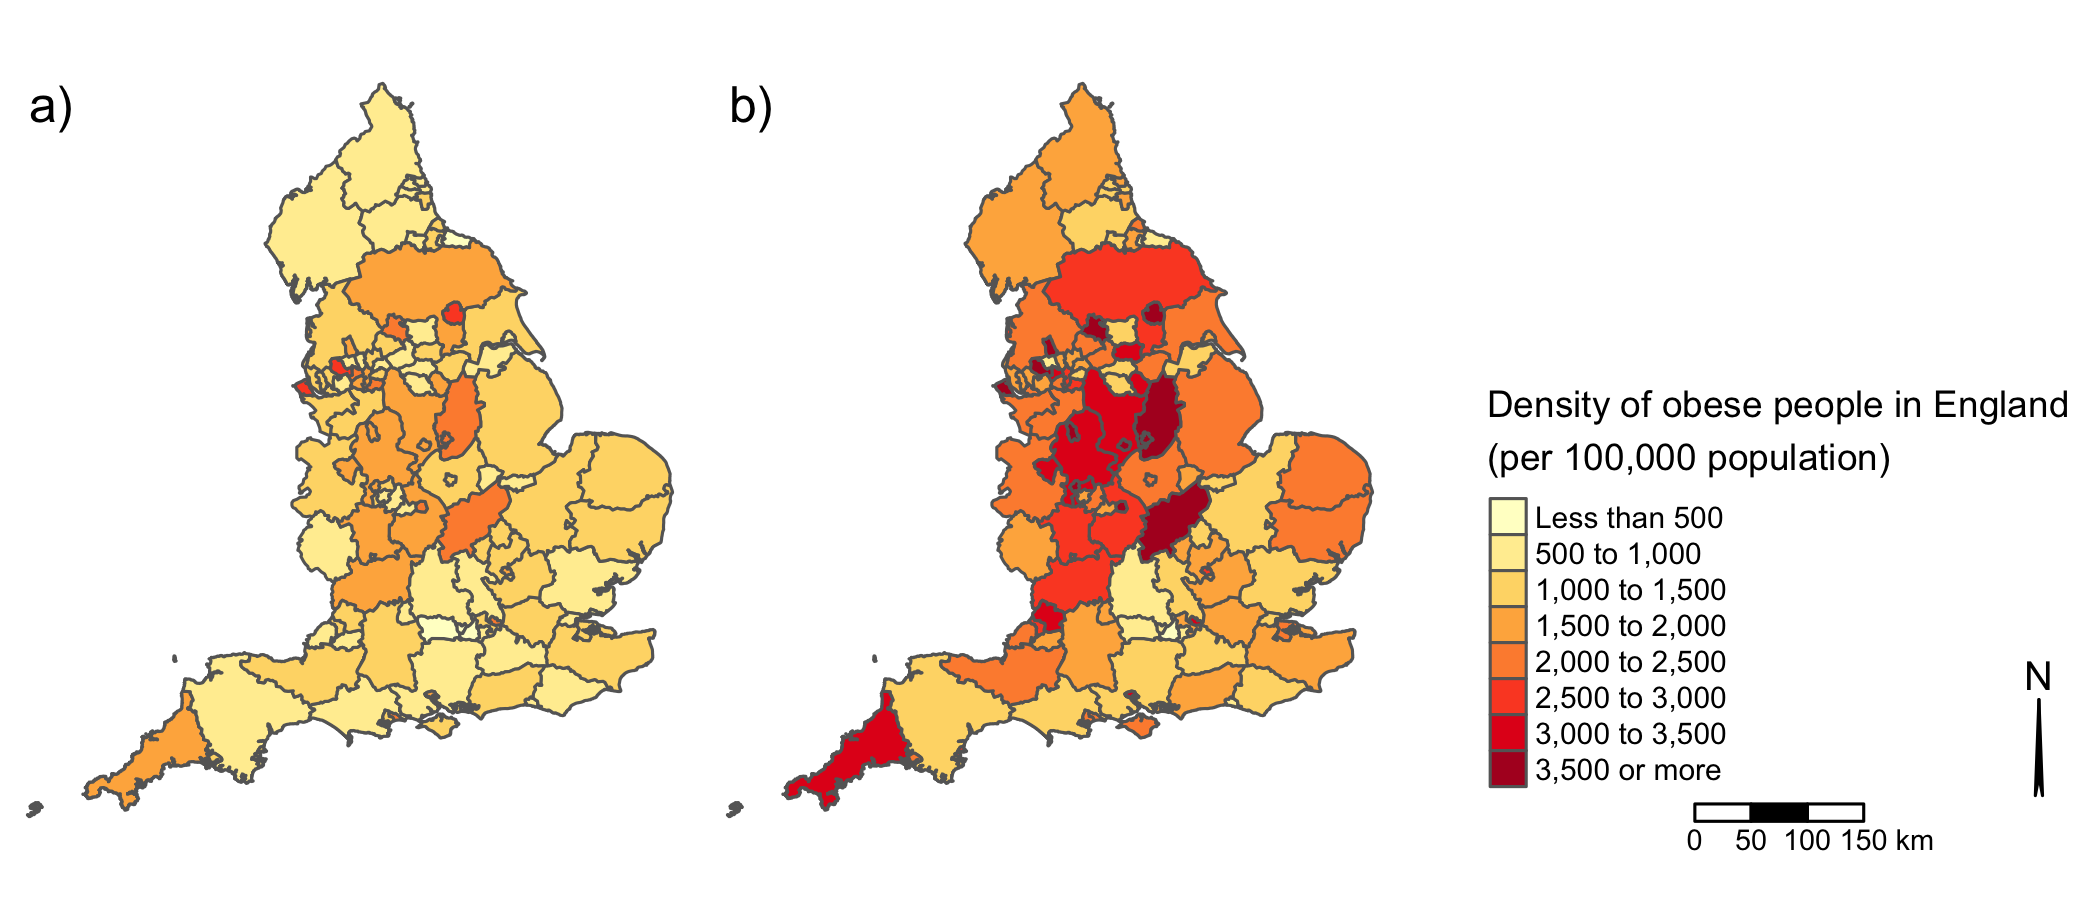 a)
b)
Density of obese people in England
(per 100,000 population)
Less than 500
500 to 1,000
1,000 to 1,500
1,500 to 2,000
2,000 to 2,500
2,500 to 3,000
3,000 to 3,500
3,500 or more
N
0 50 100 150 km